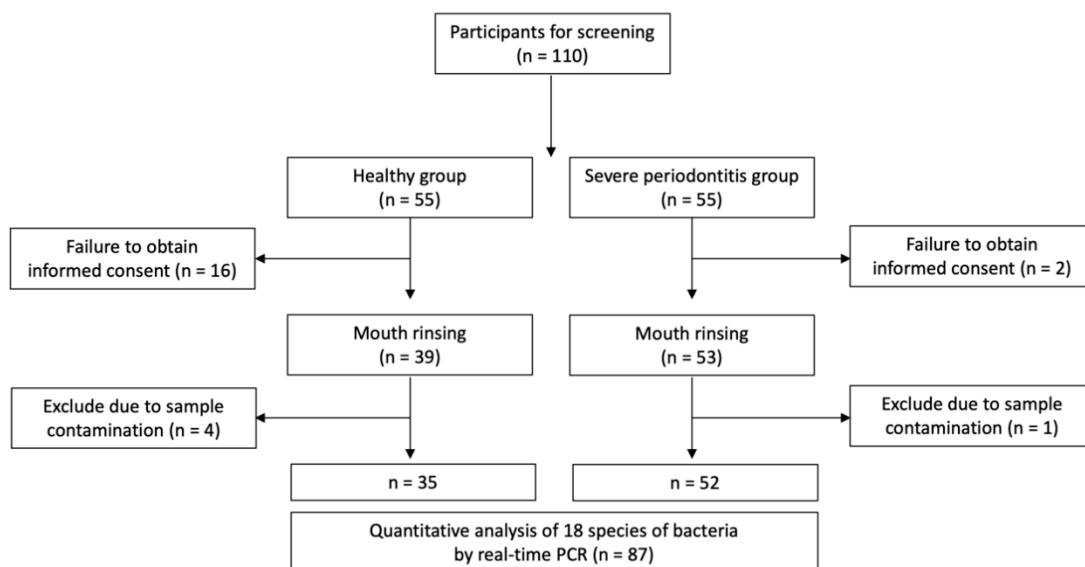 Participants for screening
(n = 110)
Healthy group
(n = 55)
Severe periodontitis group
(n = 55)
Failure to obtain
informed consent (n = 16)
Failure to obtain
informed consent (n = 2)
Mouth rinsing
(n = 39)
Mouth rinsing
(n = 53)
Exclude due to sample
contamination (n = 4)
Exclude due to sample
contamination (n = 1)
n = 35
n = 52
Quantitative analysis of 18 species of bacteria
by real-time PCR (n = 87)